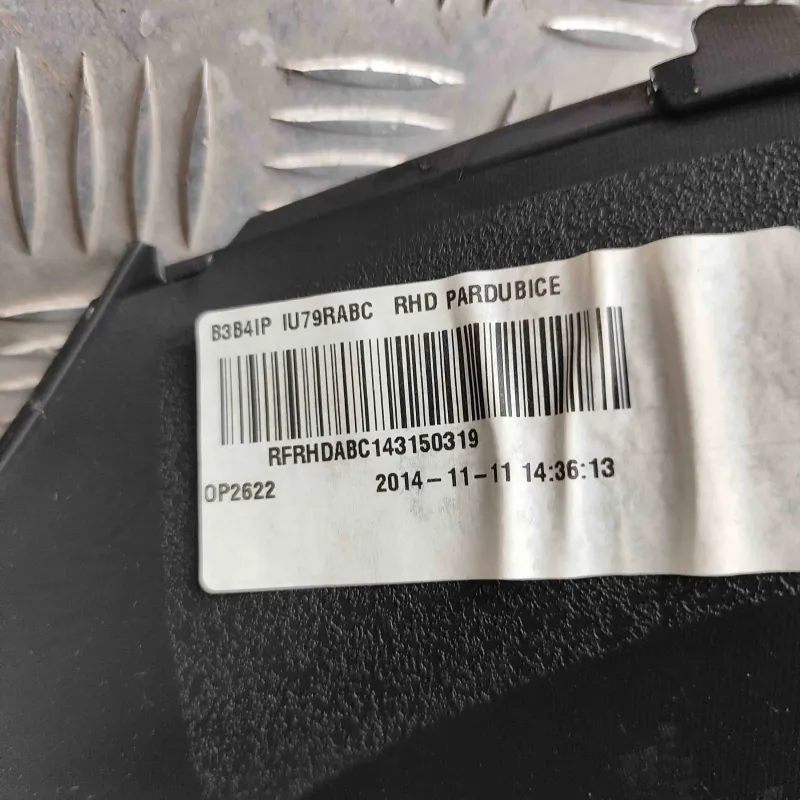 B3B4IP IU79RABC RHD PARDUBICE
RFRHDABC143150319
OP2622 2014-11-11 14:36:13